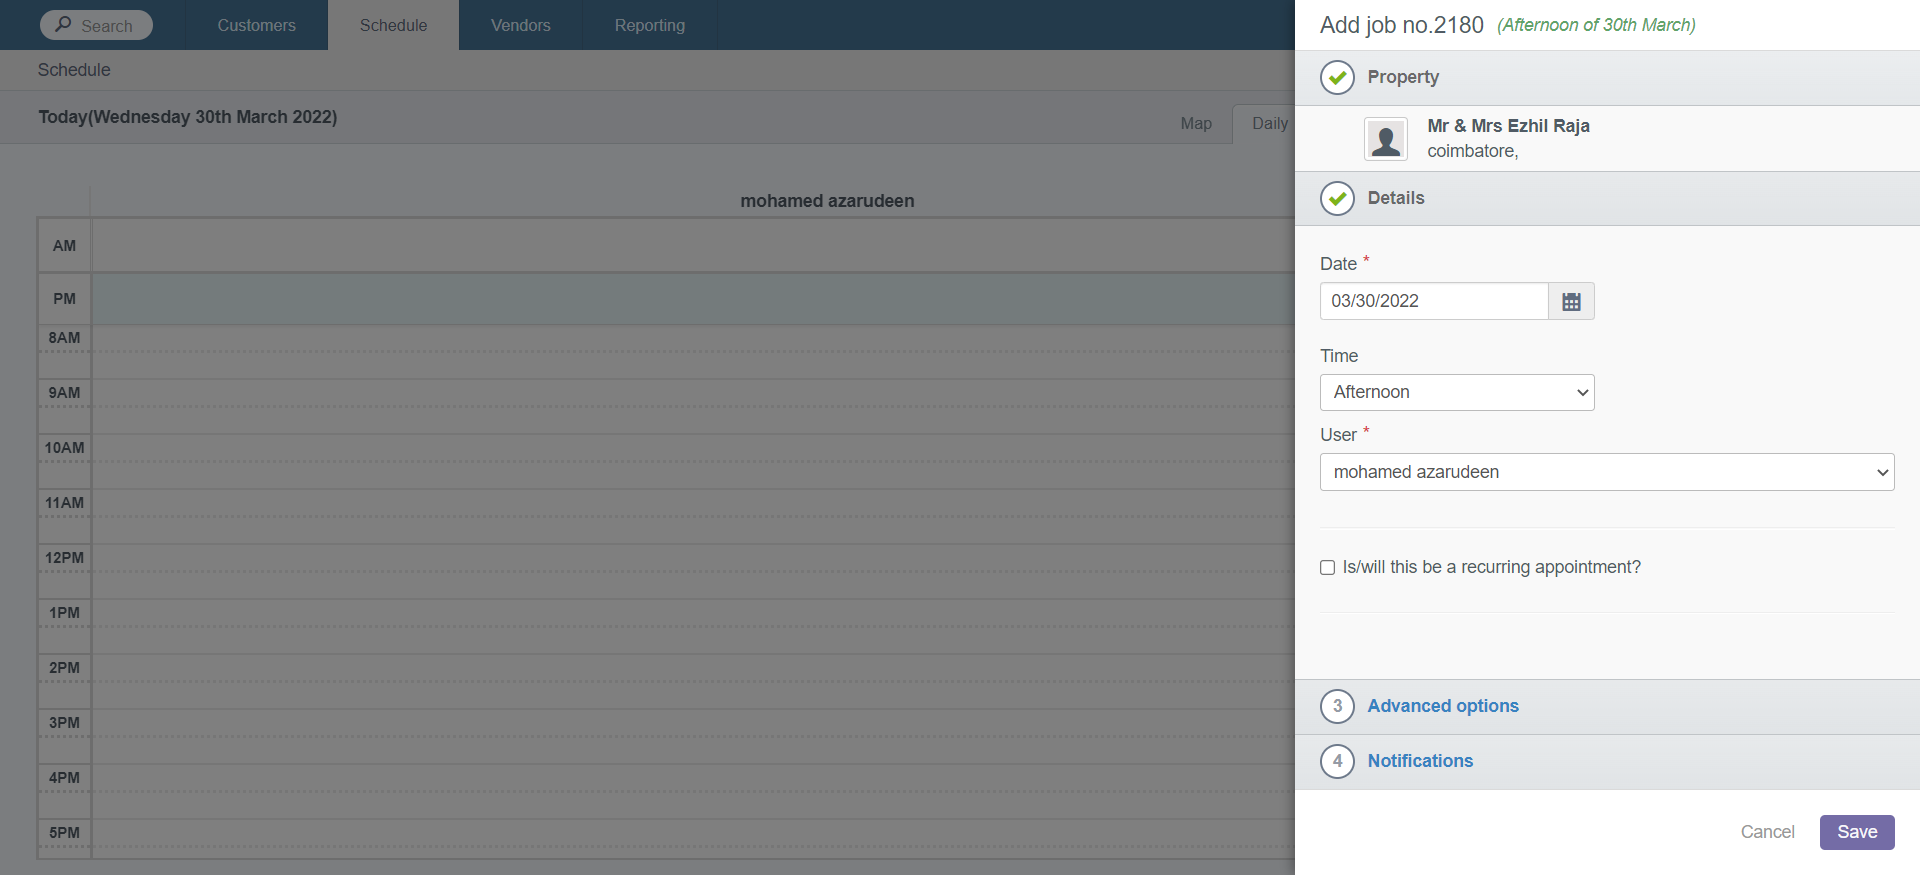 Search
Customers
Schedule
Vendors
Reporting
Schedule
Today(Wednesday 30th March 2022)
Map
Daily
mohamed azarudeen
AM
PM
8AM
9AM
10AM
11AM
12PM
1PM
2PM
3PM
4PM
5PM
Add job no.2180 (Afternoon of 30th March)
Property
Mr & Mrs Ezhil Raja
coimbatore,
Details
Date *
03/30/2022
Time
Afternoon
User *
mohamed azarudeen
Is/will this be a recurring appointment?
3 Advanced options
4 Notifications
Cancel
Save